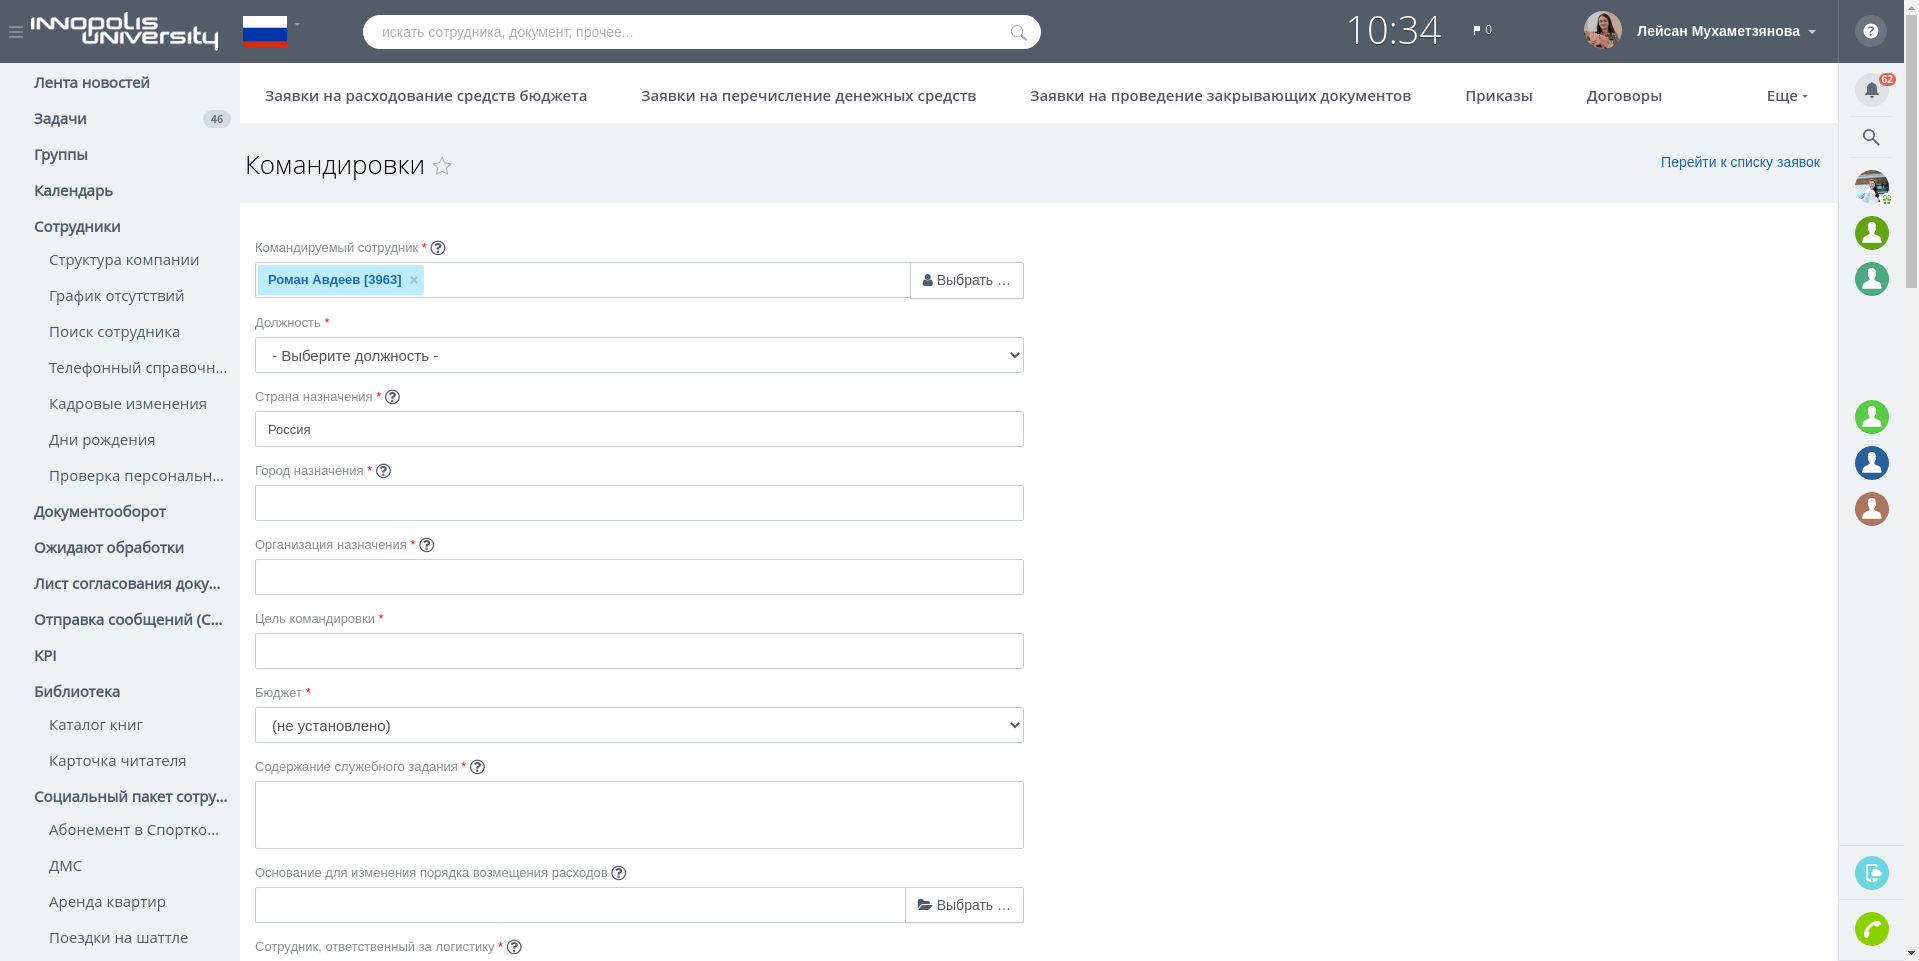 INNOPOLIS
UNIVERSITY
искать сотрудника, документ, прочее...
10:34
0
Лейсан Мухаметзянова
?
Лента новостей
Задачи
46
Группы
Календарь
Сотрудники
Структура компании
График отсутствий
Поиск сотрудника
Телефонный справочн...
Кадровые изменения
Дни рождения
Проверка персональн...
Документооборот
Ожидают обработки
Лист согласования доку...
Отправка сообщений (С...
KPI
Библиотека
Каталог книг
Карточка читателя
Социальный пакет сотру...
Абонемент в Спортко...
ДМС
Аренда квартир
Поездки на шаттле
Заявки на расходование средств бюджета
Заявки на перечисление денежных средств
Заявки на проведение закрывающих документов
Приказы
Договоры
Еще
Командировки
Перейти к списку заявок
Командируемый сотрудник * ?
Роман Авдеев [3963] ×
Выбрать ...
Должность *
- Выберите должность -
Страна назначения * ?
Россия
Город назначения * ?
Организация назначения * ?
Цель командировки *
Бюджет *
(не установлено)
Содержание служебного задания * ?
Основание для изменения порядка возмещения расходов ?
Выбрать ...
Сотрудник, ответственный за логистику * ?
62